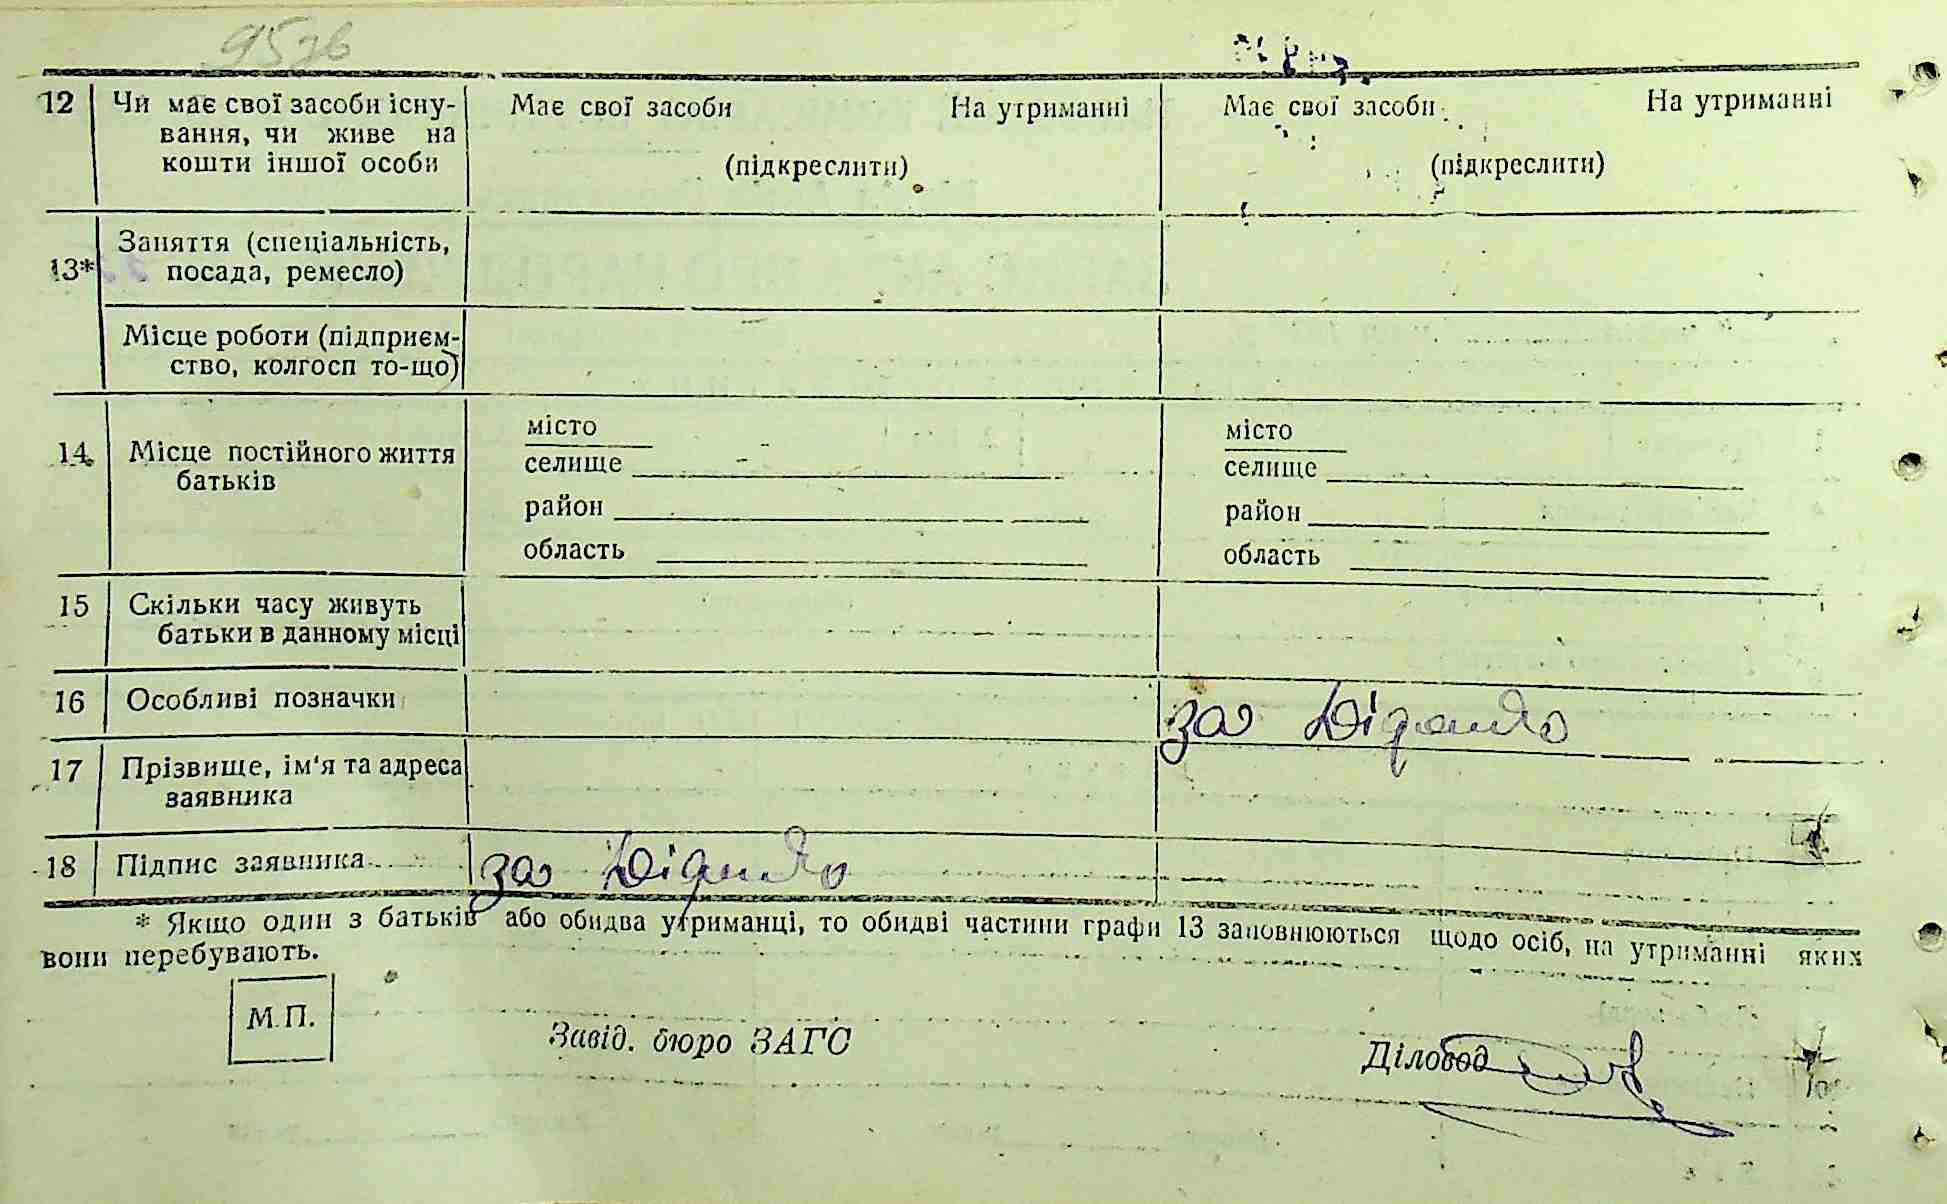 95зв
12 Чи має свої засоби існу- Має свої засоби На утриманні Має свої засоби На утриманні
вання, чи живе на
кошти іншої особи (підкреслити) (підкреслити)
Заняття (спеціальність,
13* посада, ремесло)
Місце роботи (підприєм-
ство, колгосп то-що)
місто місто
14 Місце постійного життя селище селище
батьків
район район
область область
15 Скільки часу живуть
батьки в данному місці
16 Особливі позначки за
17 Прізвище, ім'я та адреса
заявника
18 Підпис заявника за
* Якщо один з батьків або обидва утриманці, то обидві частини графи 13 заповнюються щодо осіб, на утриманні яких
вони перебувають.
М.П.
Завід. бюро ЗАГС Діловод